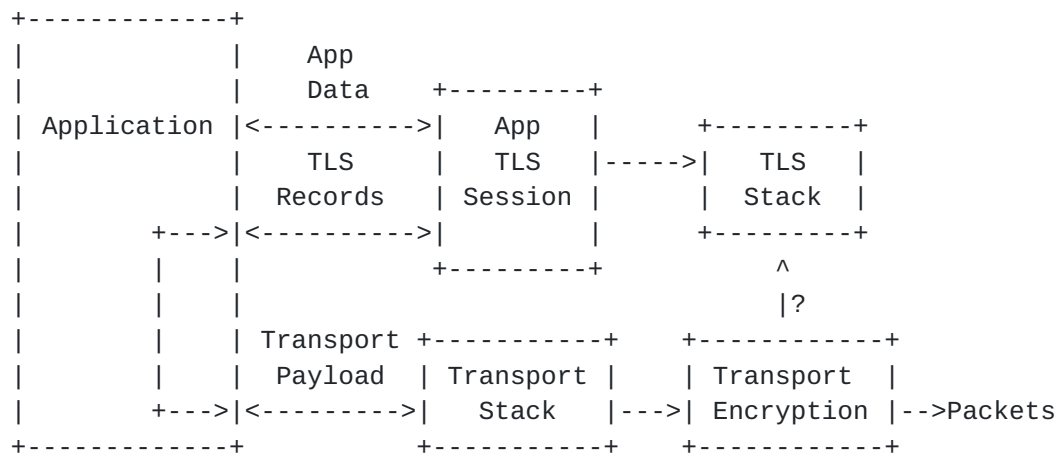 App
Data
Application App
TLS TLS TLS
Records Session Stack
?
Transport
Payload Transport Transport
Stack Encryption Packets